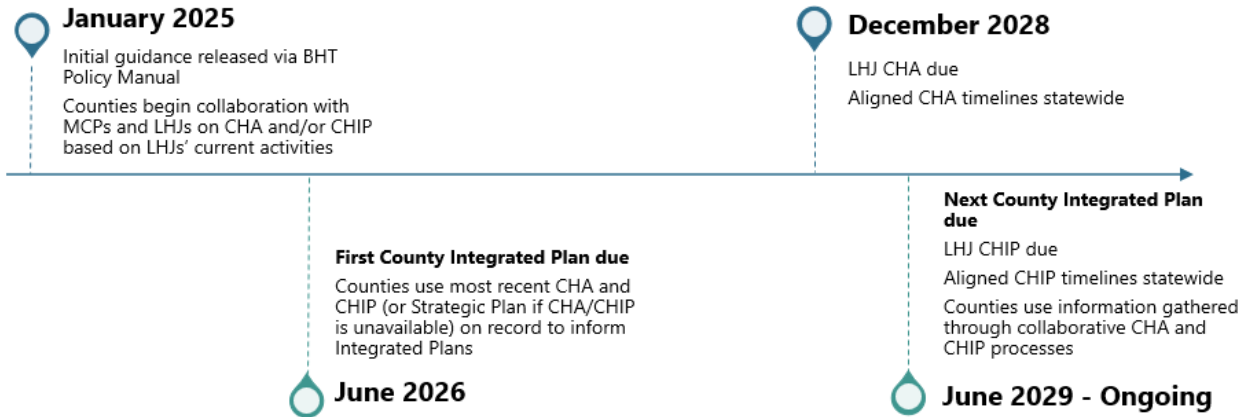 January 2025
Initial guidance released via BHT
Policy Manual
Counties begin collaboration with
MCPs and LHJs on CHA and/or CHIP
based on LHJs' current activities
First County Integrated Plan due
Counties use most recent CHA and
CHIP (or Strategic Plan if CHA/CHIP
is unavailable) on record to inform
Integrated Plans
June 2026
December 2028
LHJ CHA due
Aligned CHA timelines statewide
Next County Integrated Plan
due
LHJ CHIP due
Aligned CHIP timelines statewide
Counties use information gathered
through collaborative CHA and
CHIP processes
June 2029 - Ongoing